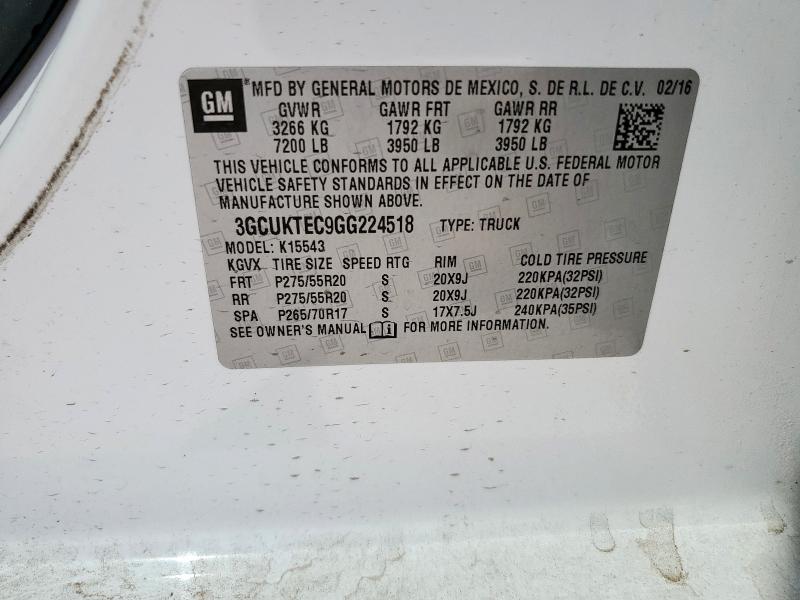 GM
MFD BY GENERAL MOTORS DE MEXICO, S. DE R.L. DE C.V. 02/16
GVWR GAWR FRT GAWR RR
3266 KG 1792 KG 1792 KG
7200 LB 3950 LB 3950 LB
THIS VEHICLE CONFORMS TO ALL APPLICABLE U.S. FEDERAL MOTOR
VEHICLE SAFETY STANDARDS IN EFFECT ON THE DATE OF
MANUFACTURE SHOWN ABOVE.
3GCUKTEC9GG224518 TYPE: TRUCK
MODEL: K15543
KGVX TIRE SIZE SPEED RTG RIM COLD TIRE PRESSURE
FRT P275/55R20 S 20X9J 220KPA(32PSI)
RR P275/55R20 S 20X9J 220KPA(32PSI)
SPA P265/70R17 S 17X7.5J 240KPA(35PSI)
SEE OWNER'S MANUAL FOR MORE INFORMATION.